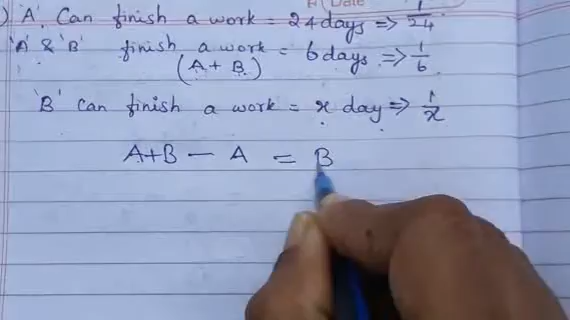 ) 'A'. Can finish a work = 24 days => 1/24
'A' & 'B' finish a work = 6 days => 1/6
(A + B)
'B' can finish a work = x day => 1/x
A+B - A = B